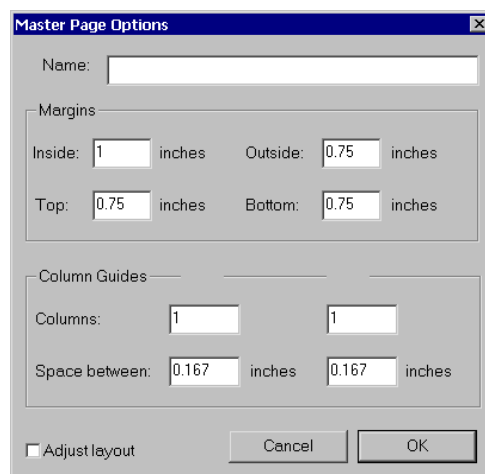 Master Page Options
Name:
Margins
Inside: 1 inches Outside: 0.75 inches
Top: 0.75 inches Bottom: 0.75 inches
Column Guides
Columns: 1 1
Space between: 0.167 inches 0.167 inches
Adjust layout Cancel OK